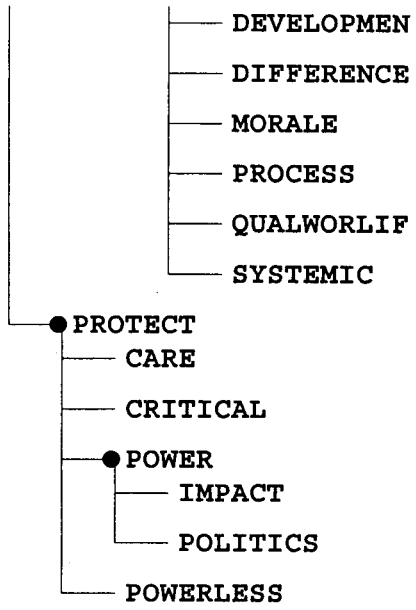 DEVELOPMEN
DIFFERENCE
MORALE
PROCESS
QUALWORLIF
SYSTEMIC
PROTECT
CARE
CRITICAL
POWER
IMPACT
POLITICS
POWERLESS